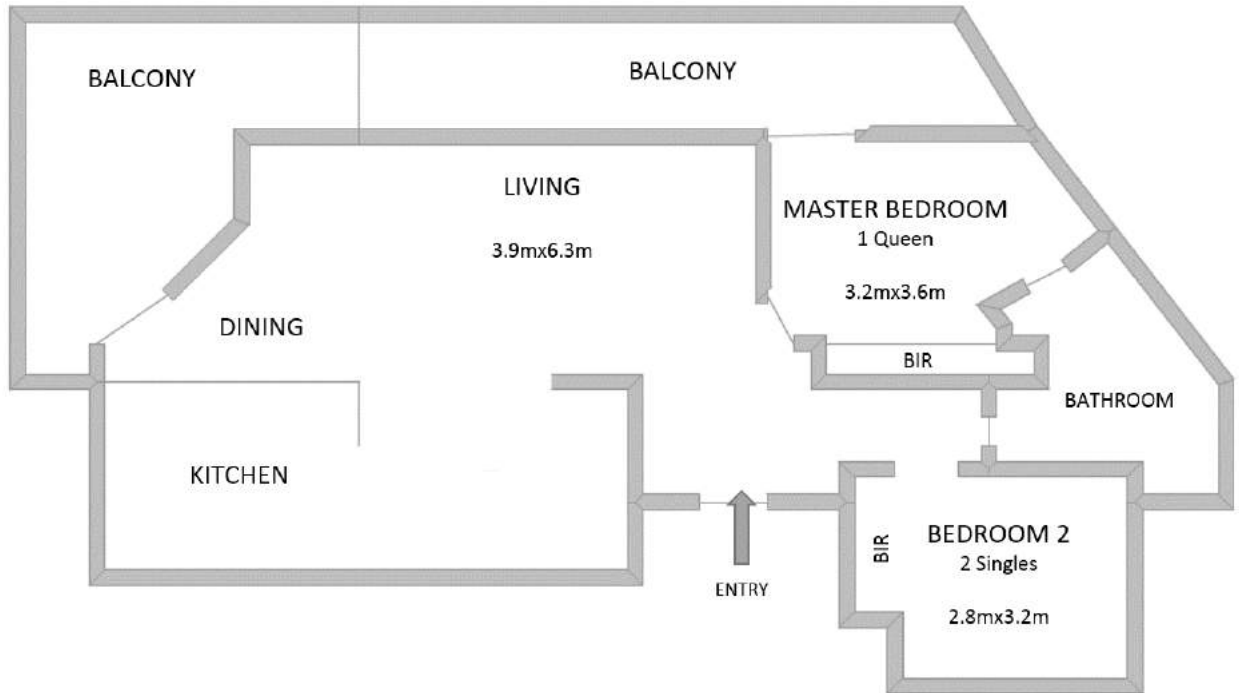 BALCONY
BALCONY
LIVING
3.9mx6.3m
MASTER BEDROOM
1 Queen
3.2mx3.6m
DINING
BIR
BATHROOM
KITCHEN
BIR
BEDROOM 2
2 Singles
2.8mx3.2m
ENTRY